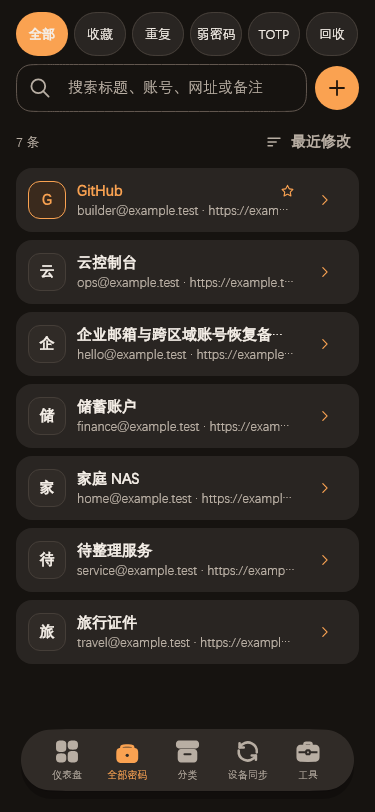 全部 收藏 重复 弱密码 TOTP 回收
搜索标题、账号、网址或备注
7 条 最近修改
G GitHub
builder@example.test · https://exam···
云 云控制台
ops@example.test · https://example.t···
企 企业邮箱与跨区域账号恢复备···
hello@example.test · https://example···
储 储蓄账户
finance@example.test · https://exam···
家 家庭 NAS
home@example.test · https://exampl···
待 待整理服务
service@example.test · https://examp···
旅 旅行证件
travel@example.test · https://exampl···
仪表盘 全部密码 分类 设备同步 工具